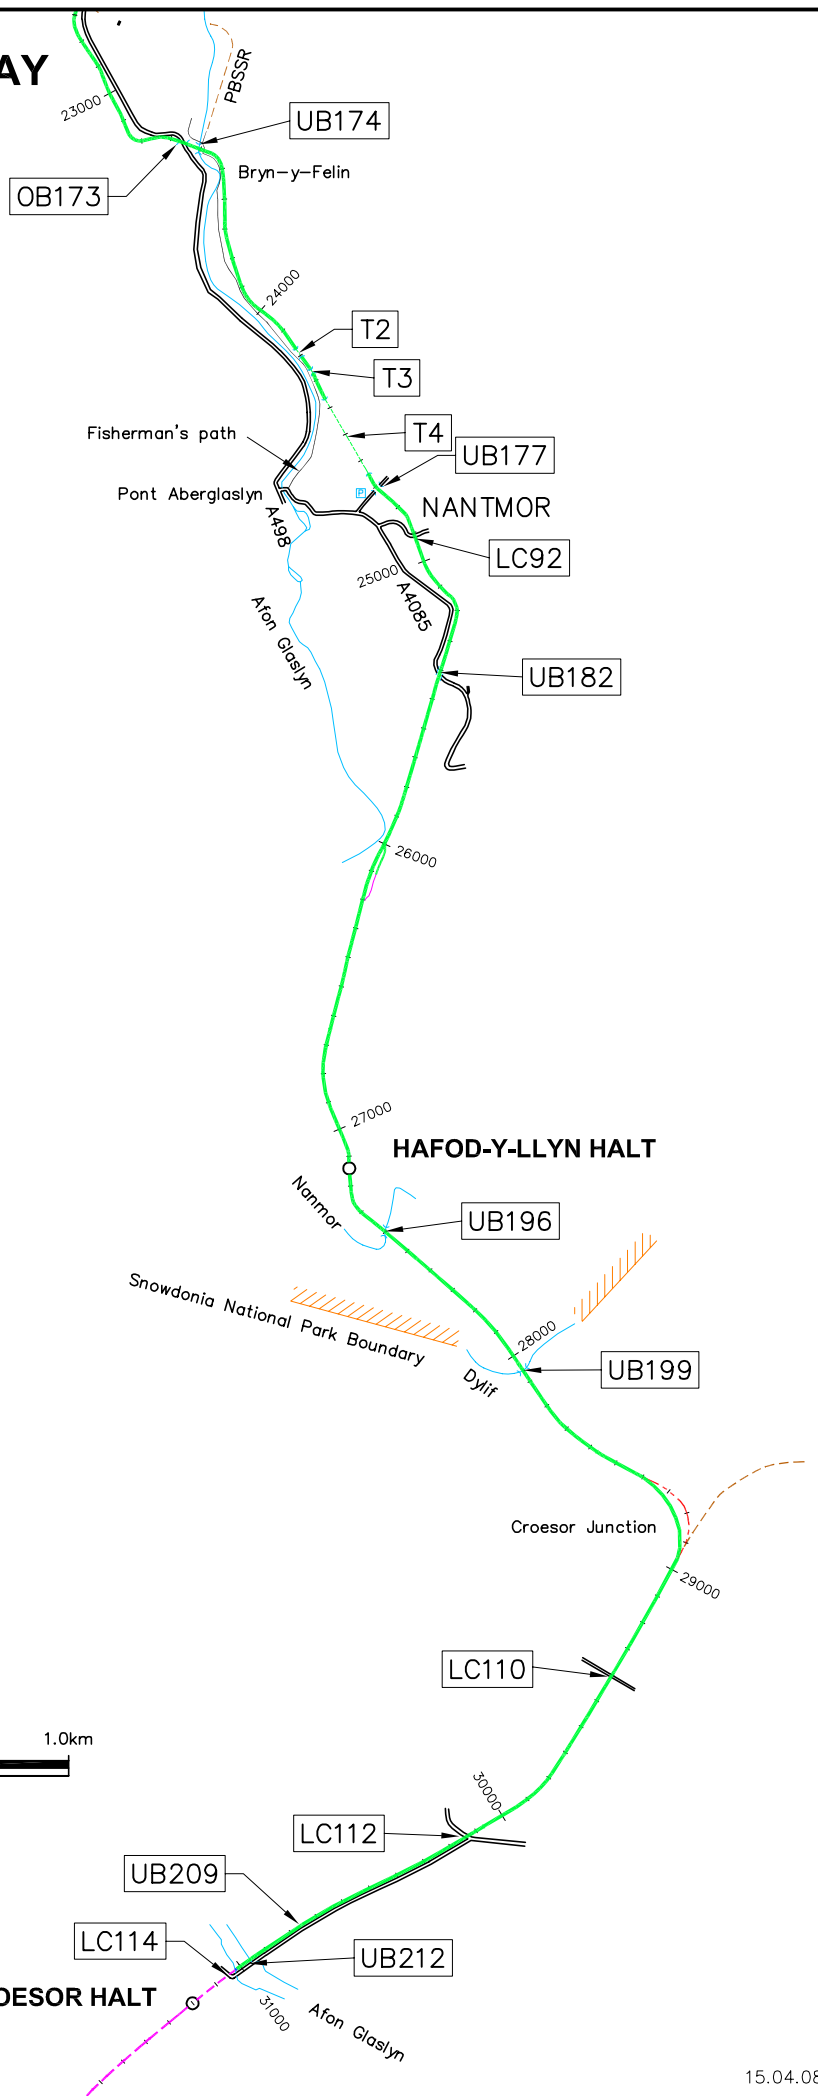 AY
PBSSR
23000
UB174
Bryn-y-Felin
OB173
24000
T2
T3
Fisherman's path
T4
UB177
Pont Aberglaslyn
NANTMOR
A498
LC92
25000
A4085
Afon Glaslyn
UB182
26000
27000
HAFOD-Y-LLYN HALT
Nanmor
UB196
Snowdonia National Park Boundary
28000
UB199
Dylif
Croesor Junction
29000
LC110
1.0km
30000
LC112
UB209
LC114
UB212
OESOR HALT
31000
Afon Glaslyn
15.04.08